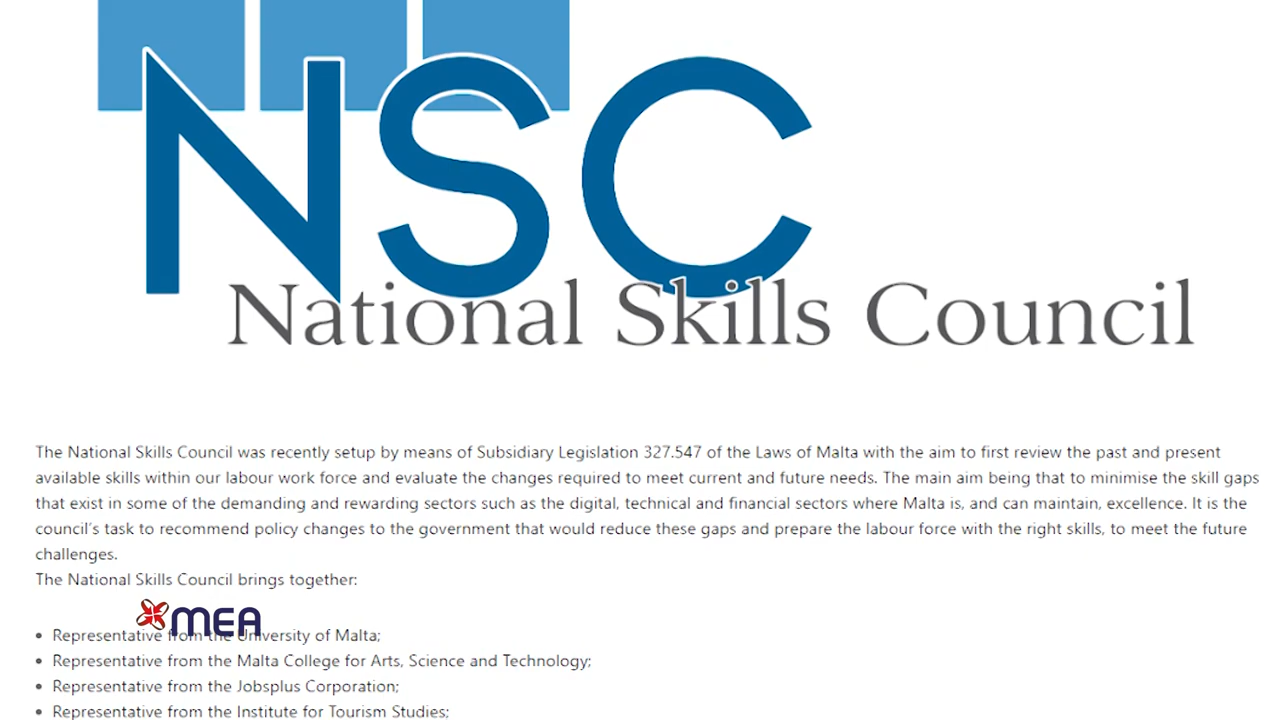 NSC
National Skills Council
The National Skills Council was recently setup by means of Subsidiary Legislation 327.547 of the Laws of Malta with the aim to first review the past and present
available skills within our labour work force and evaluate the changes required to meet current and future needs. The main aim being that to minimise the skill gaps
that exist in some of the demanding and rewarding sectors such as the digital, technical and financial sectors where Malta is, and can maintain, excellence. It is the
council's task to recommend policy changes to the government that would reduce these gaps and prepare the labour force with the right skills, to meet the future
challenges.
The National Skills Council brings together:
MEA
• Representative from the University of Malta;
• Representative from the Malta College for Arts, Science and Technology;
• Representative from the Jobsplus Corporation;
• Representative from the Institute for Tourism Studies;